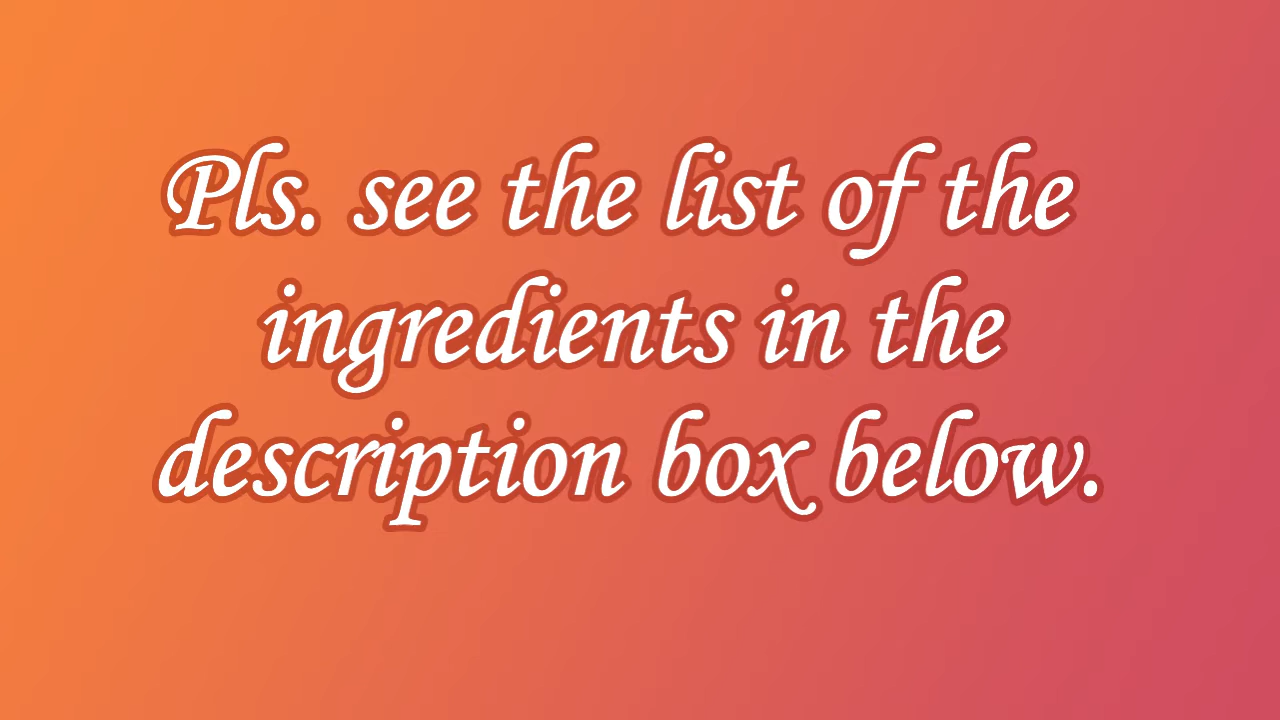 Pls. see the list of the
ingredients in the
description box below.